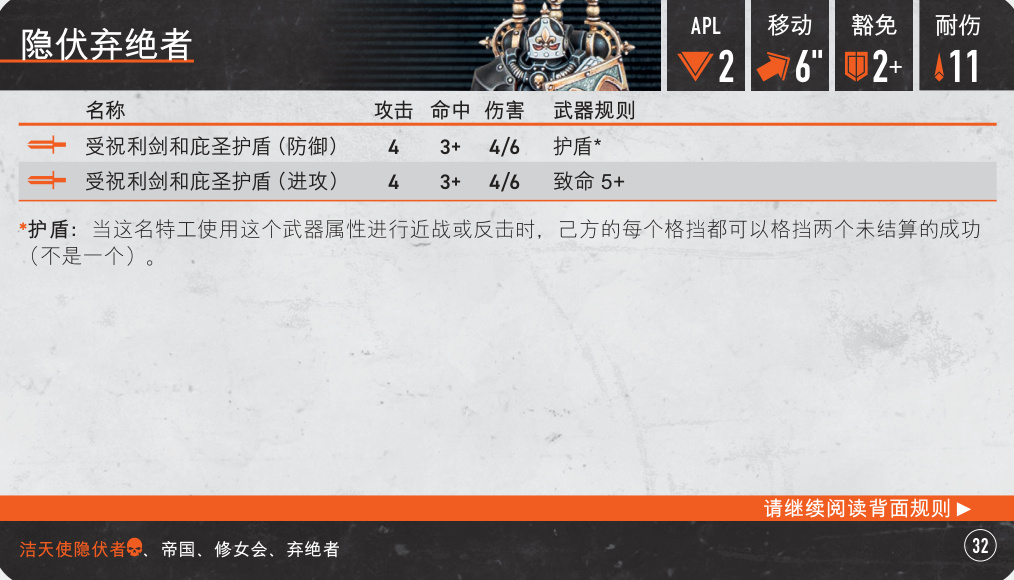 隐伏弃绝者
APL 移动 豁免 耐伤
2 6" 2+ 11
名称 攻击 命中 伤害 武器规则
受祝利剑和庇圣护盾（防御） 4 3+ 4/6 护盾*
受祝利剑和庇圣护盾（进攻） 4 3+ 4/6 致命 5+
*护盾：当这名特工使用这个武器属性进行近战或反击时，己方的每个格挡都可以格挡两个未结算的成功
（不是一个）。
请继续阅读背面规则▶
洁天使隐伏者、帝国、修女会、弃绝者
32